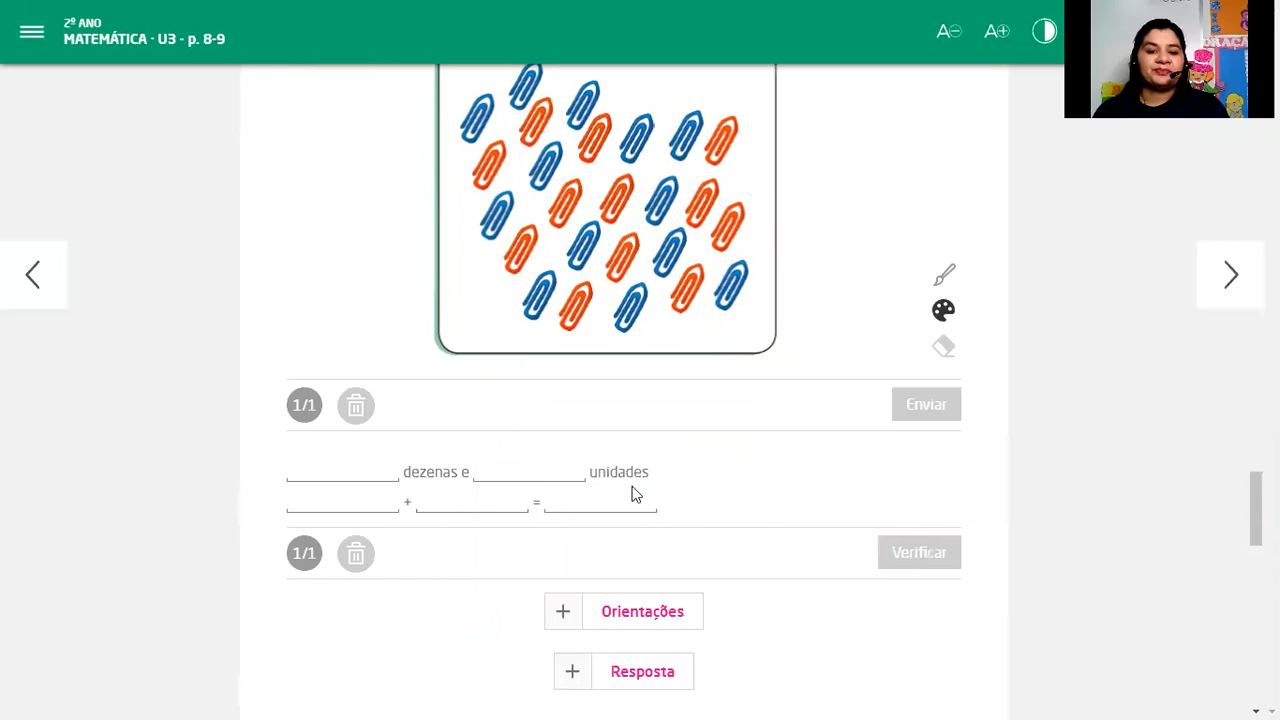 2º ANO
MATEMÁTICA · U3 - p. 8-9
A
A
1/1
Enviar
dezenas e unidades
+ =
1/1
Verificar
+ Orientações
+ Resposta